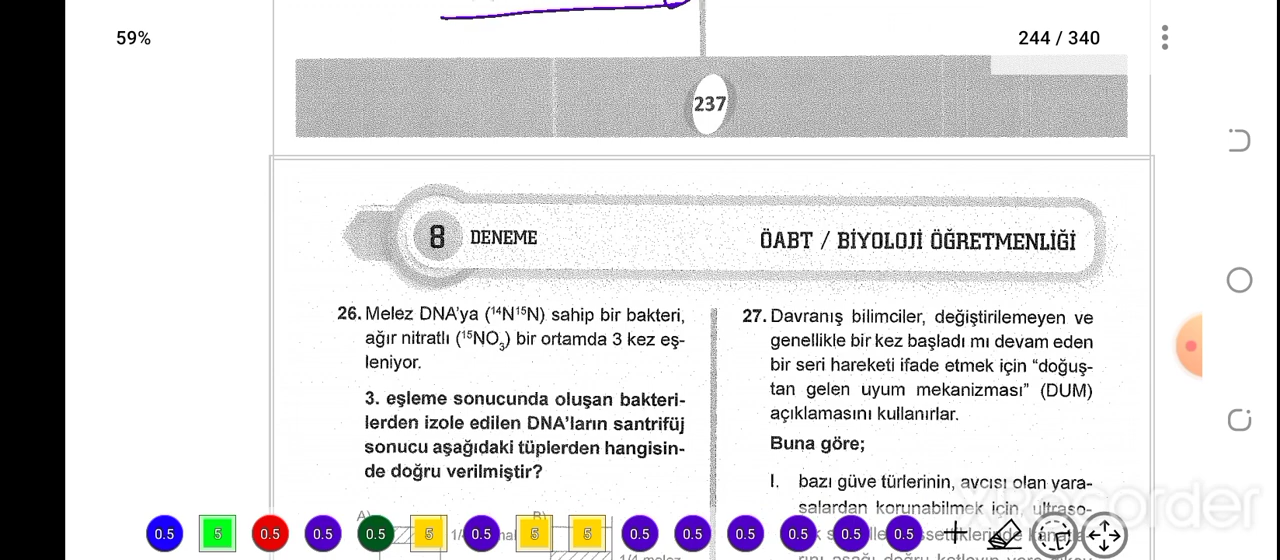 59%
244 / 340
237
8 DENEME
ÖABT / BİYOLOJİ ÖĞRETMENLİĞİ
26. Melez DNA'ya (¹⁴N¹⁵N) sahip bir bakteri,
ağır nitratlı (¹⁵NO₃) bir ortamda 3 kez eş-
leniyor.
3. eşleme sonucunda oluşan bakteri-
lerden izole edilen DNA'ların santrifüj
sonucu aşağıdaki tüplerden hangisin-
de doğru verilmiştir?
A)
B)
1/4 melez
27. Davranış bilimciler, değiştirilemeyen ve
genellikle bir kez başladı mı devam eden
bir seri hareketi ifade etmek için "doğuş-
tan gelen uyum mekanizması" (DUM)
açıklamasını kullanırlar.
Buna göre;
I. bazı güve türlerinin, avcısı olan yara-
salardan korunabilmek için, ultraso-
0.5 5 0.5 0.5 0.5 5 0.5 5 5 0.5 0.5 0.5 0.5 0.5 0.5